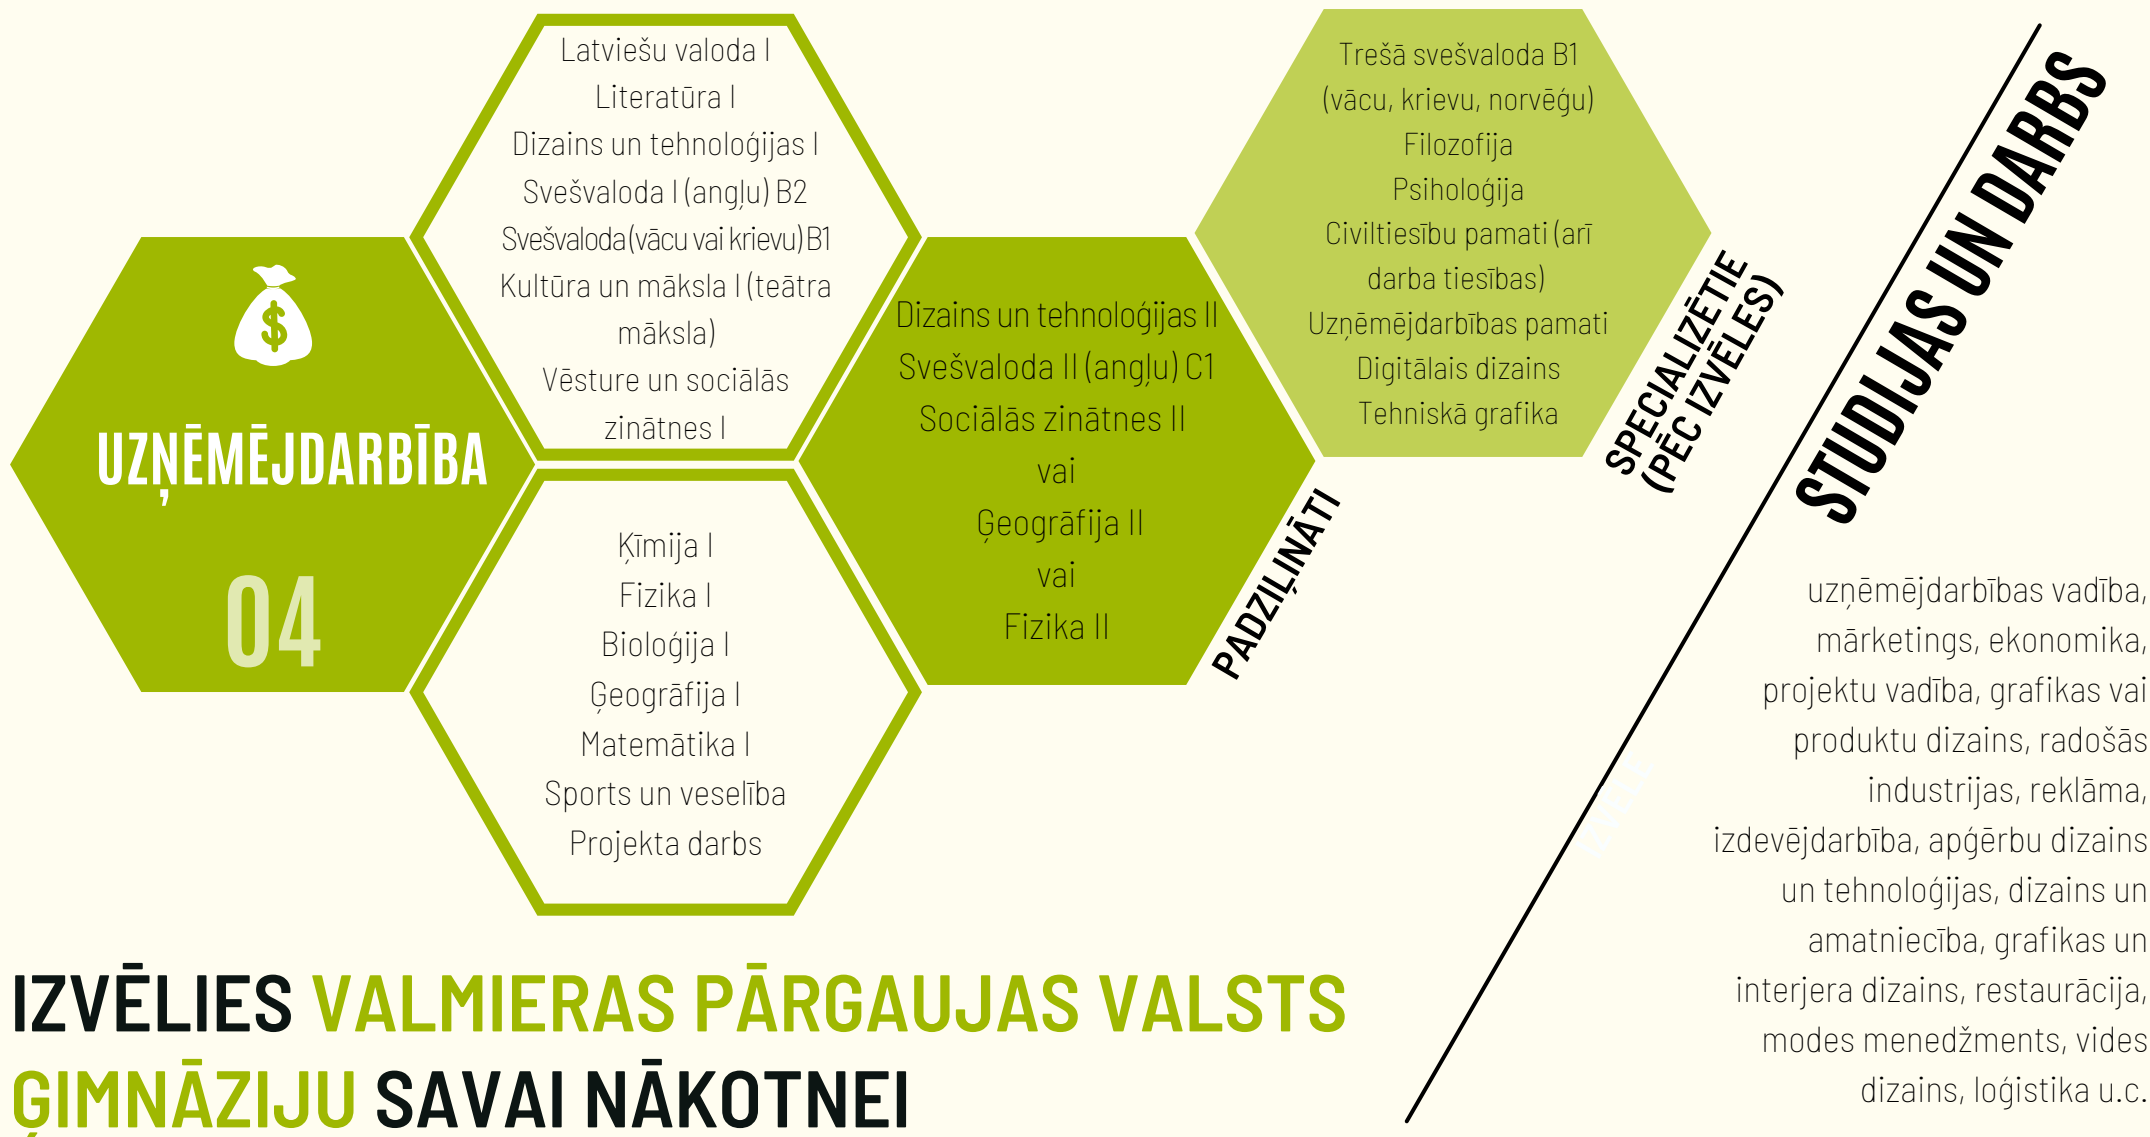 UZŅĒMĒJDARBĪBA
04
Latviešu valoda I
Literatūra I
Dizains un tehnoloģijas I
Svešvaloda I (angļu) B2
Svešvaloda (vācu vai krievu) B1
Kultūra un māksla I (teātra
māksla)
Vēsture un sociālās
zinātnes I
Ķīmija I
Fizika I
Bioloģija I
Ģeogrāfija I
Matemātika I
Sports un veselība
Projekta darbs
Dizains un tehnoloģijas II
Svešvaloda II (angļu) C1
Sociālās zinātnes II
vai
Ģeogrāfija II
vai
Fizika II
PADZIĻINĀTI
Trešā svešvaloda B1
(vācu, krievu, norvēģu)
Filozofija
Psiholoģija
Civiltiesību pamati (arī
darba tiesības)
Uzņēmējdarbības pamati
Digitālais dizains
Tehniskā grafika
SPECIALIZĒTIE
(PĒC IZVĒLES)
STUDIJAS UN DARBS
uzņēmējdarbības vadība,
mārketings, ekonomika,
projektu vadība, grafikas vai
produktu dizains, radošās
industrijas, reklāma,
izdevējdarbība, apģērbu dizains
un tehnoloģijas, dizains un
amatniecība, grafikas un
interjera dizains, restaurācija,
modes menedžments, vides
dizains, loģistika u.c.
IZVĒLIES VALMIERAS PĀRGAUJAS VALSTS
ĢIMNĀZIJU SAVAI NĀKOTNEI